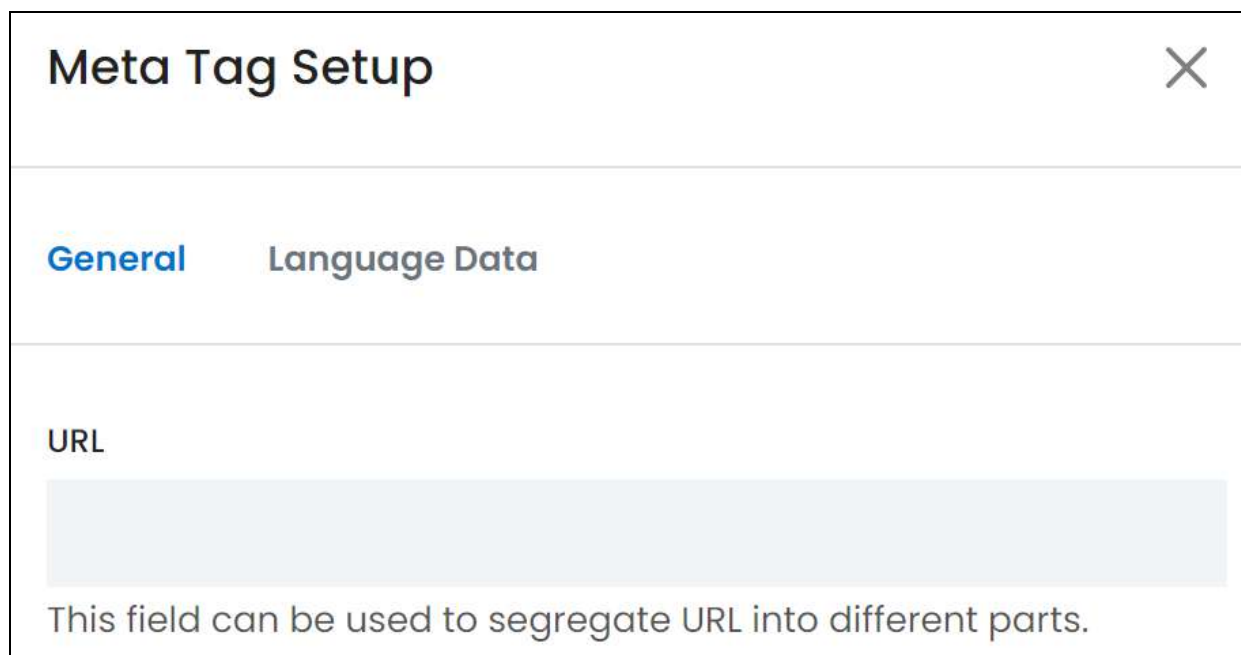 Meta Tag Setup
General Language Data
URL
This field can be used to segregate URL into different parts.